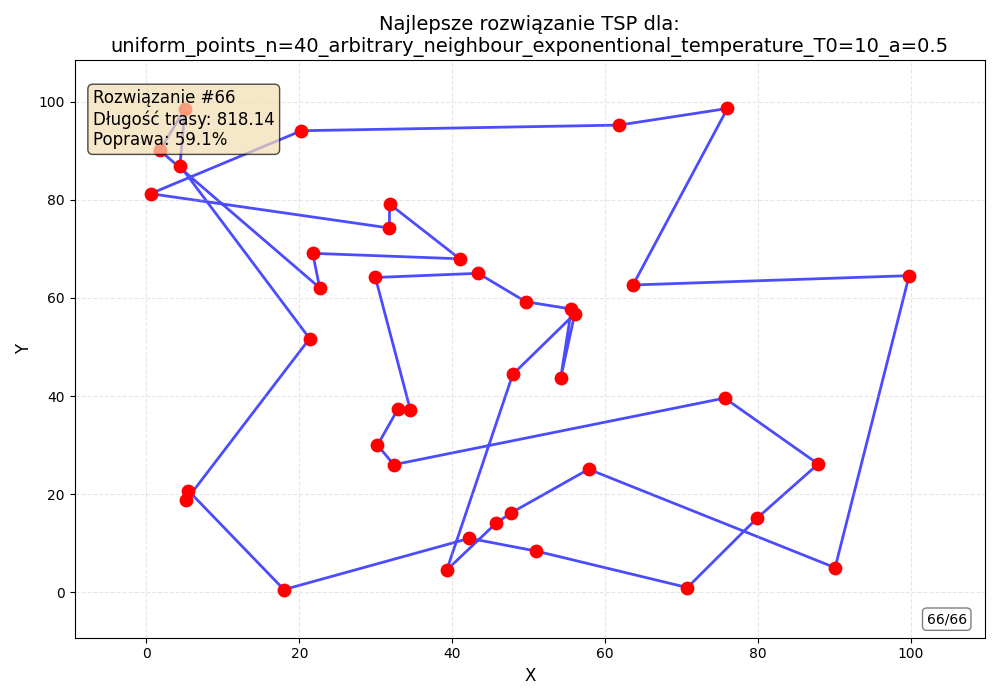 Najlepsze rozwiązanie TSP dla:
uniform_points_n=40_arbitrary_neighbour_exponentional_temperature_T0=10_a=0.5
Rozwiązanie #66
Długość trasy: 818.14
Poprawa: 59.1%
100
80
60
40
20
0
Y
66/66
0 20 40 60 80 100
X